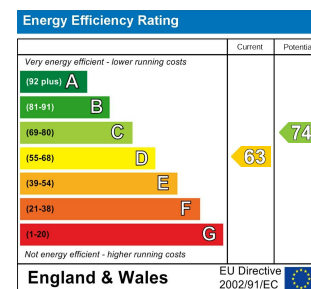 Energy Efficiency Rating
Current Potentia
Very energy efficient - lower running costs
(92 plus) A
(81-91) B
(69-80) C
74
(55-68) D
63
(39-54) E
(21-38) F
(1-20) G
Not energy efficient - higher running costs
England & Wales
EU Directive
2002/91/EC